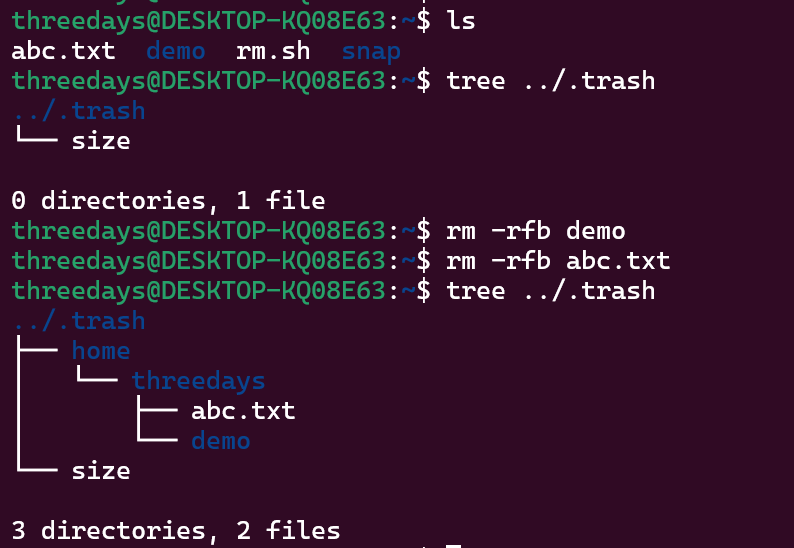 threedays@DESKTOP-KQ08E63:~$ ls
abc.txt  demo  rm.sh  snap
threedays@DESKTOP-KQ08E63:~$ tree ../.trash
../.trash
└── size

0 directories, 1 file
threedays@DESKTOP-KQ08E63:~$ rm -rfb demo
threedays@DESKTOP-KQ08E63:~$ rm -rfb abc.txt
threedays@DESKTOP-KQ08E63:~$ tree ../.trash
../.trash
├── home
│   └── threedays
│       ├── abc.txt
│       └── demo
└── size

3 directories, 2 files